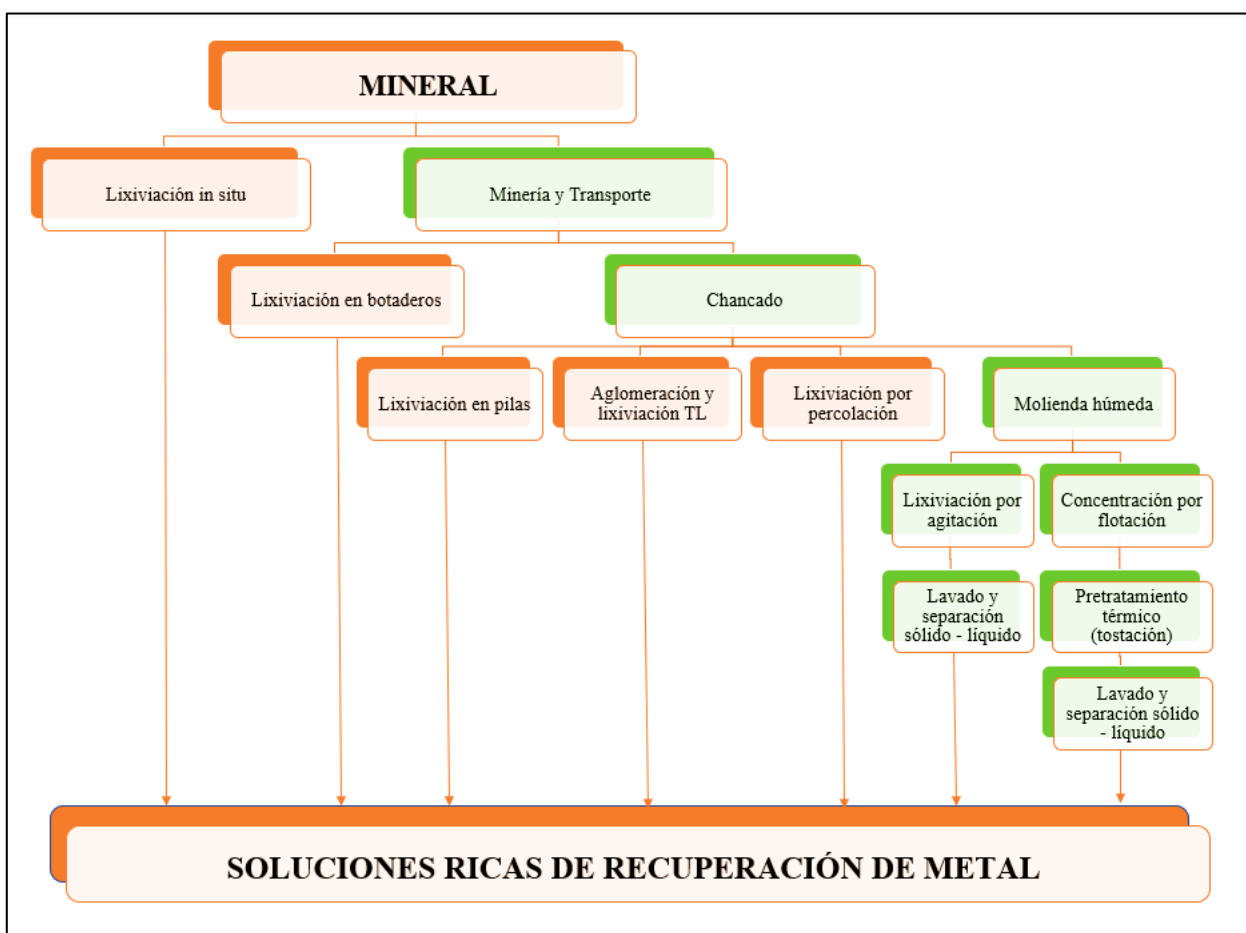 MINERAL
Lixiviación in situ
Minería y Transporte
Lixiviación en botaderos
Chancado
Lixiviación en pilas
Aglomeración y
lixiviación TL
Lixiviación por
percolación
Molienda húmeda
Lixiviación por
agitación
Concentración por
flotación
Lavado y
separación
sólido - líquido
Pretratamiento
térmico
(tostación)
Lavado y
separación sólido
- líquido
SOLUCIONES RICAS DE RECUPERACIÓN DE METAL